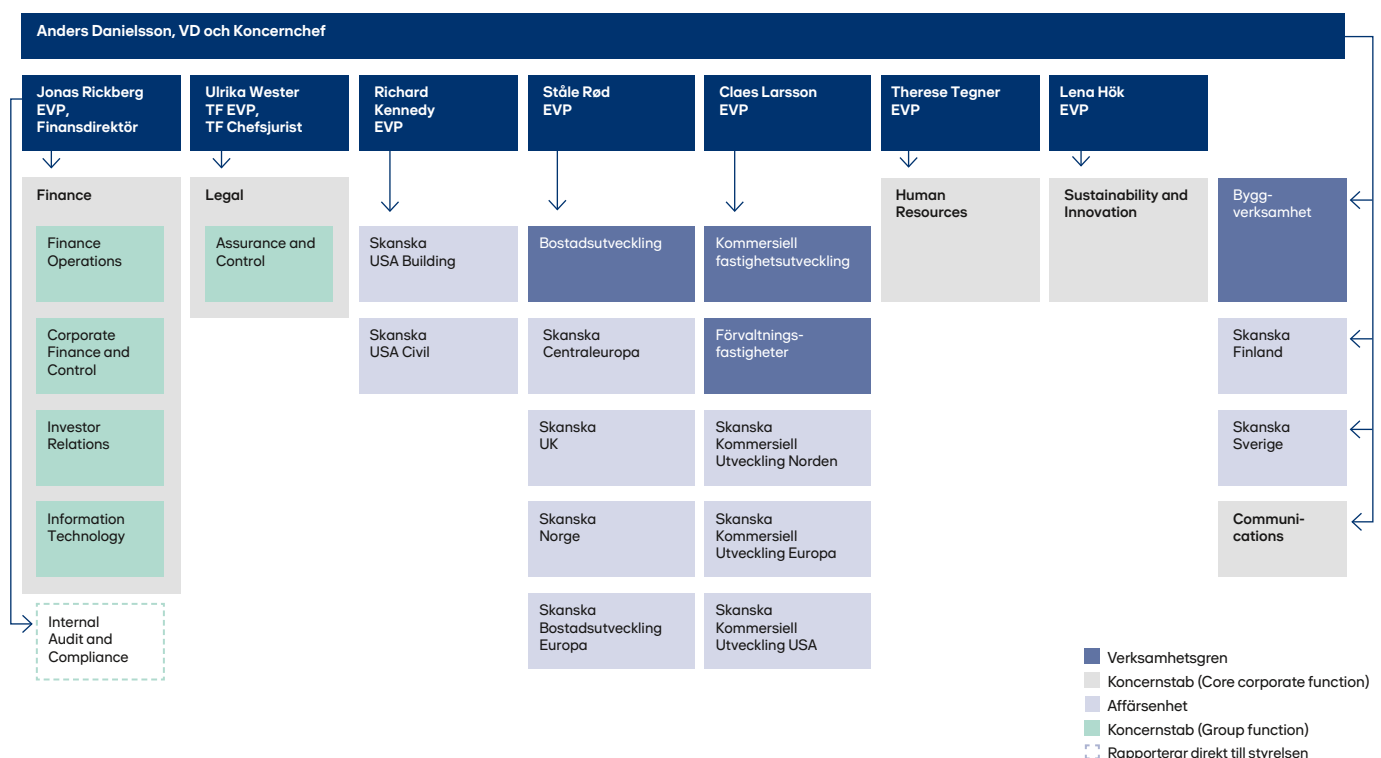 Anders Danielsson, VD och Koncernchef
Jonas Rickberg
EVP,
Finansdirektör
Ulrika Wester
TF EVP,
TF Chefsjurist
Richard
Kennedy
EVP
Ståle Rød
EVP
Claes Larsson
EVP
Therese Tegner
EVP
Lena Hök
EVP
Finance
Finance
Operations
Corporate
Finance and
Control
Investor
Relations
Information
Technology
Internal
Audit and
Compliance
Legal
Assurance and
Control
Skanska
USA Building
Skanska
USA Civil
Bostadsutveckling
Skanska
Centraleuropa
Skanska
UK
Skanska
Norge
Skanska
Bostadsutveckling
Europa
Kommersiell
fastighetsutveckling
Förvaltnings-
fastigheter
Skanska
Kommersiell
Utveckling Norden
Skanska
Kommersiell
Utveckling Europa
Skanska
Kommersiell
Utveckling USA
Human
Resources
Sustainability and
Innovation
Bygg-
verksamhet
Skanska
Finland
Skanska
Sverige
Communi-
cations
Verksamhetsgren
Koncernstab (Core corporate function)
Affärsenhet
Koncernstab (Group function)
Rapporterar direkt till styrelsen